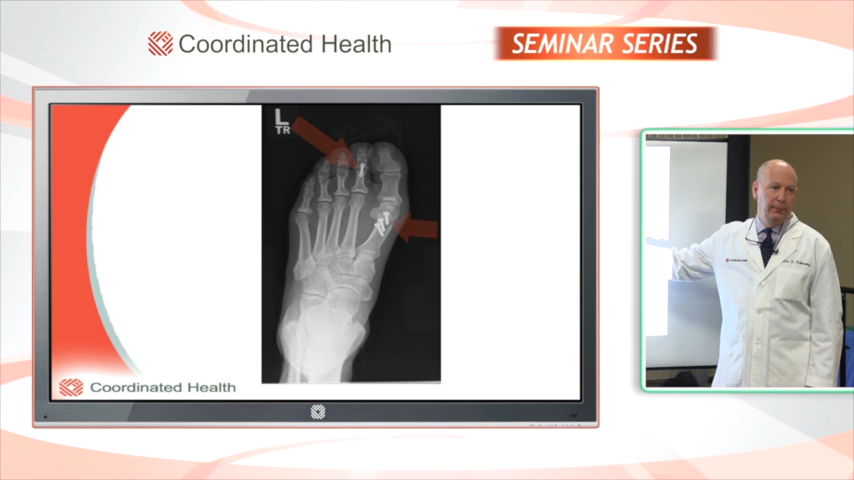 Coordinated Health
SEMINAR SERIES
L
TR
Coordinated Health